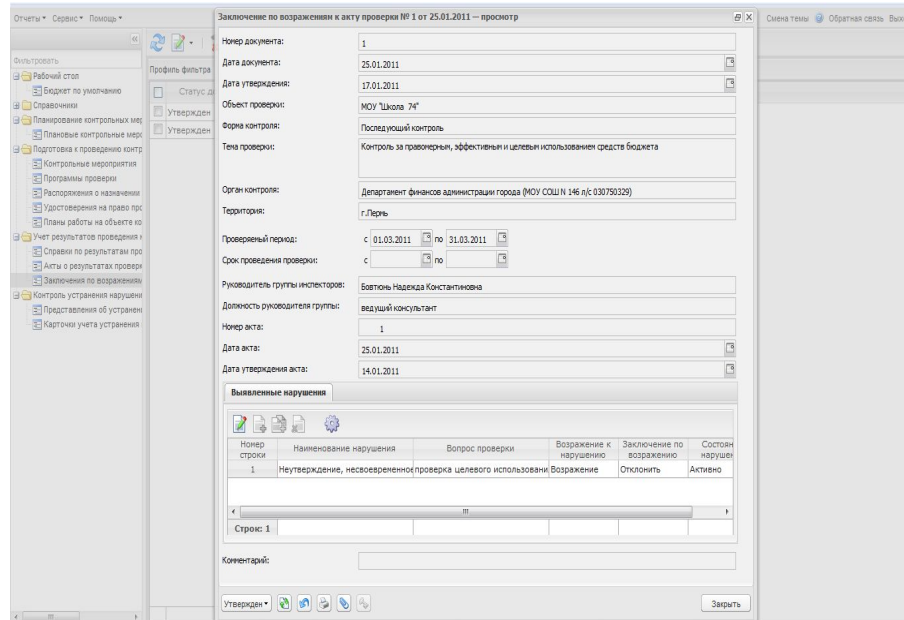 Отчеты Сервис Помощь
Заключение по возражениям к акту проверки № 1 от 25.01.2011 -- просмотр
Смена темы Обратная связь Вых
Фильтровать
Рабочий стол
Бюджет по умолчанию
Справочники
Планирование контрольных мер
Плановые контрольные меро
Подготовка к проведению контр
Контрольные мероприятия
Программы проверки
Распоряжения о назначении
Удостоверения на право про
Планы работы на объекте ко
Учет результатов проведения н
Справки по результатам про
Акты о результатах проверк
Заключения по возражениям
Контроль устранения нарушени
Представления об устранени
Карточки учета устранения
Профиль фильтра
Статус д
Утвержден
Утвержден
Номер документа: 1
Дата документа: 25.01.2011
Дата утверждения: 17.01.2011
Объект проверки: МОУ "Школа 74"
Форма контроля: Последующий контроль
Тема проверки: Контроль за правомерным, эффективным и целевым использованием средств бюджета
Орган контроля: Департамент финансов администрации города (МОУ СОШ N 146 л/с 030750329)
Территория: г.Пермь
Проверяемый период: с 01.03.2011 по 31.03.2011
Срок проведения проверки: с по
Руководитель группы инспекторов: Бовтюнь Надежда Константиновна
Должность руководителя группы: ведущий консультант
Номер акта: 1
Дата акта: 25.01.2011
Дата утверждения акта: 14.01.2011
Выявленные нарушения
Номер строки Наименование нарушения Вопрос проверки Возражение к нарушению Заключение по возражению Состоян нарушен
1 Неутверждение, несвоевременное проверка целевого использовани Возражение Отклонить Активно
Строк: 1
Комментарий:
Утвержден
Закрыть